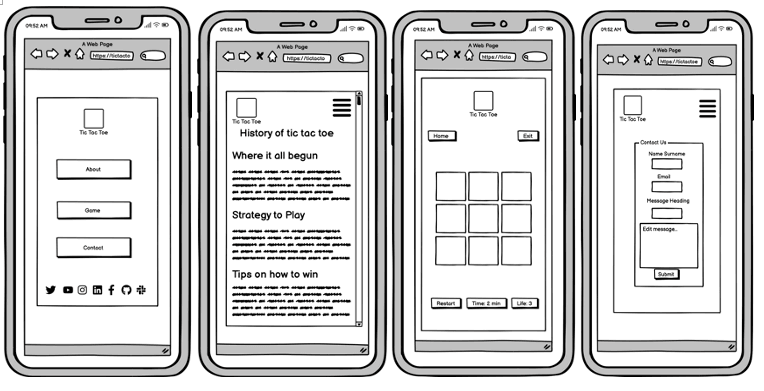 09:52 AM
A Web Page
https://tictacto
Tic Tac Toe
About
Game
Contact
09:52 AM
A Web Page
https://tictacto
Tic Tac Toe
History of tic tac toe
Where it all begun
Strategy to Play
Tips on how to win
09:52 AM
A Web Page
https://tictacto
Tic Tac Toe
Home
Exit
Restart
Time: 2 min
Life: 3
09:52 AM
A Web Page
https://tictactoe
Tic Tac Toe
Contact Us
Name Surname
Email
Message Heading
Edit message..
Submit